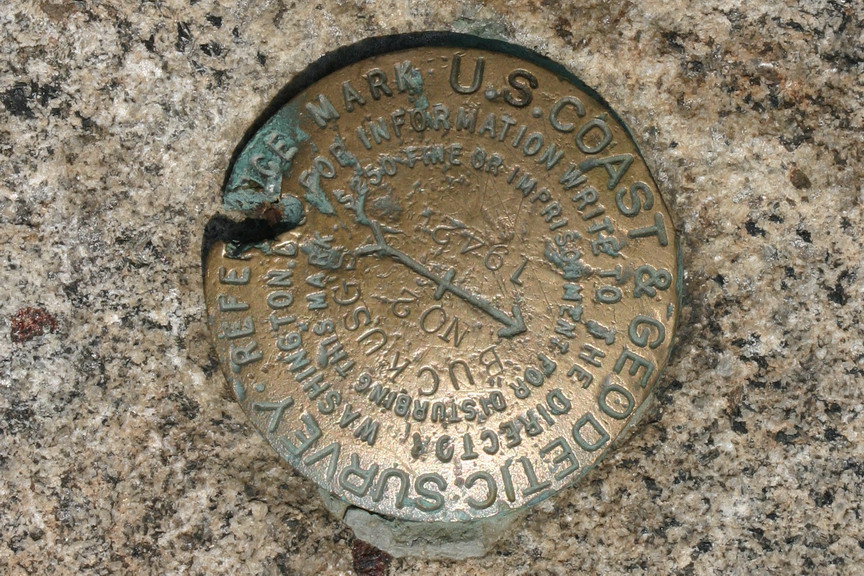 U.S. COAST & GEODETIC SURVEY
REFERENCE MARK
FOR INFORMATION WRITE TO THE DIRECTOR
WASHINGTON, D
$250 FINE OR IMPRISONMENT FOR DISTURBING THIS MARK.
BUCK USGS
NO 2
1942